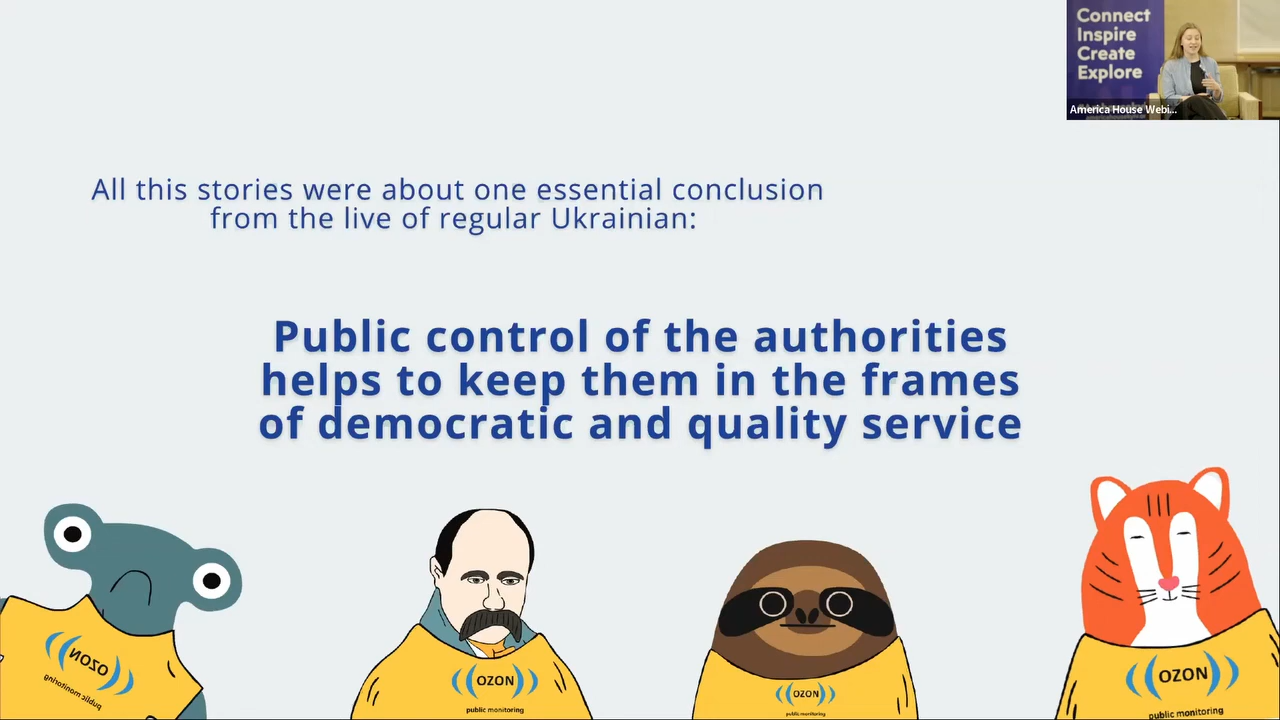 Connect
Inspire
Create
Explore
America House Webi...
All this stories were about one essential conclusion
from the live of regular Ukrainian:
Public control of the authorities
helps to keep them in the frames
of democratic and quality service
OZON
public monitoring
OZON
public monitoring
OZON
public monitoring
OZON
public monitoring